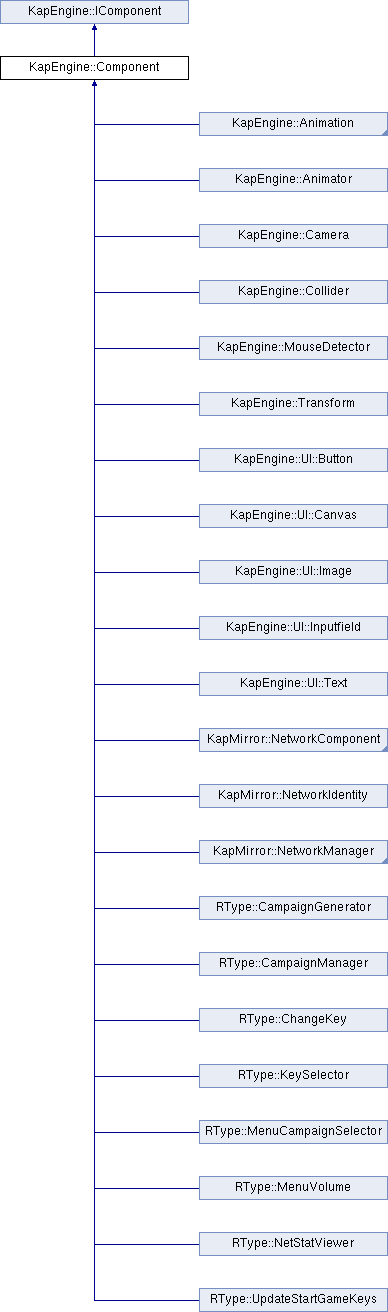 KapEngine::IComponent
KapEngine::Component
KapEngine::Animation
KapEngine::Animator
KapEngine::Camera
KapEngine::Collider
KapEngine::MouseDetector
KapEngine::Transform
KapEngine::UI::Button
KapEngine::UI::Canvas
KapEngine::UI::Image
KapEngine::UI::Inputfield
KapEngine::UI::Text
KapMirror::NetworkComponent
KapMirror::NetworkIdentity
KapMirror::NetworkManager
RType::CampaignGenerator
RType::CampaignManager
RType::ChangeKey
RType::KeySelector
RType::MenuCampaignSelector
RType::MenuVolume
RType::NetStatViewer
RType::UpdateStartGameKeys